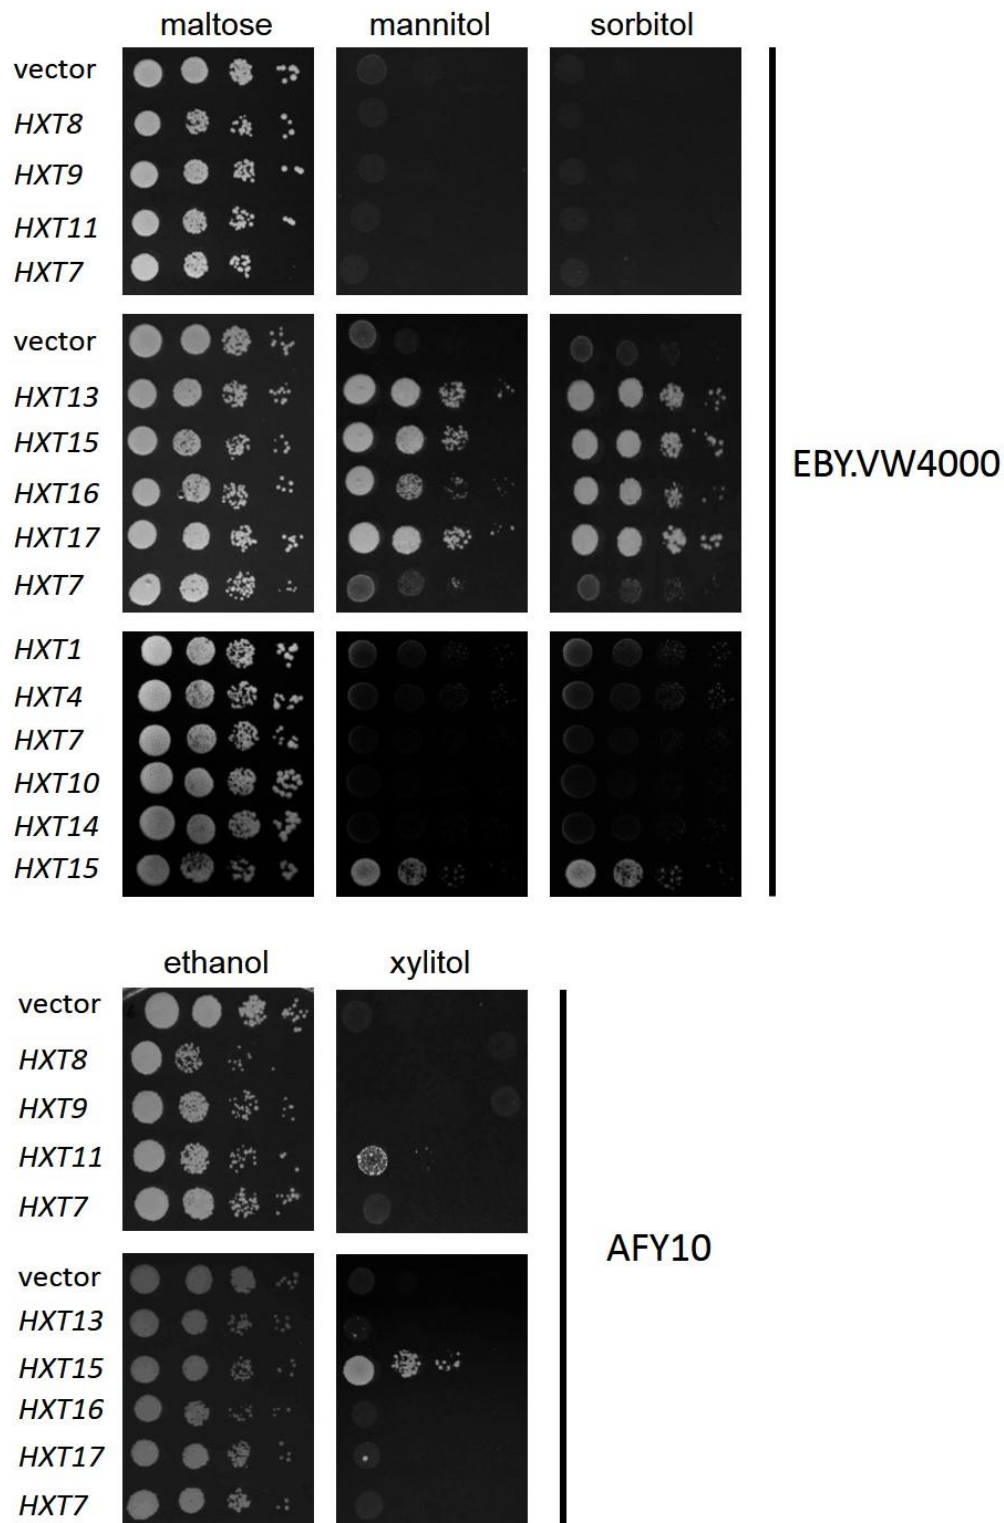 maltose mannitol sorbitol
vector
HXT8
HXT9
HXT11
HXT7
vector
HXT13
HXT15
HXT16
HXT17
HXT7
EBY.VW4000
HXT1
HXT4
HXT7
HXT10
HXT14
HXT15
ethanol xylitol
vector
HXT8
HXT9
HXT11
HXT7
AFY10
vector
HXT13
HXT15
HXT16
HXT17
HXT7